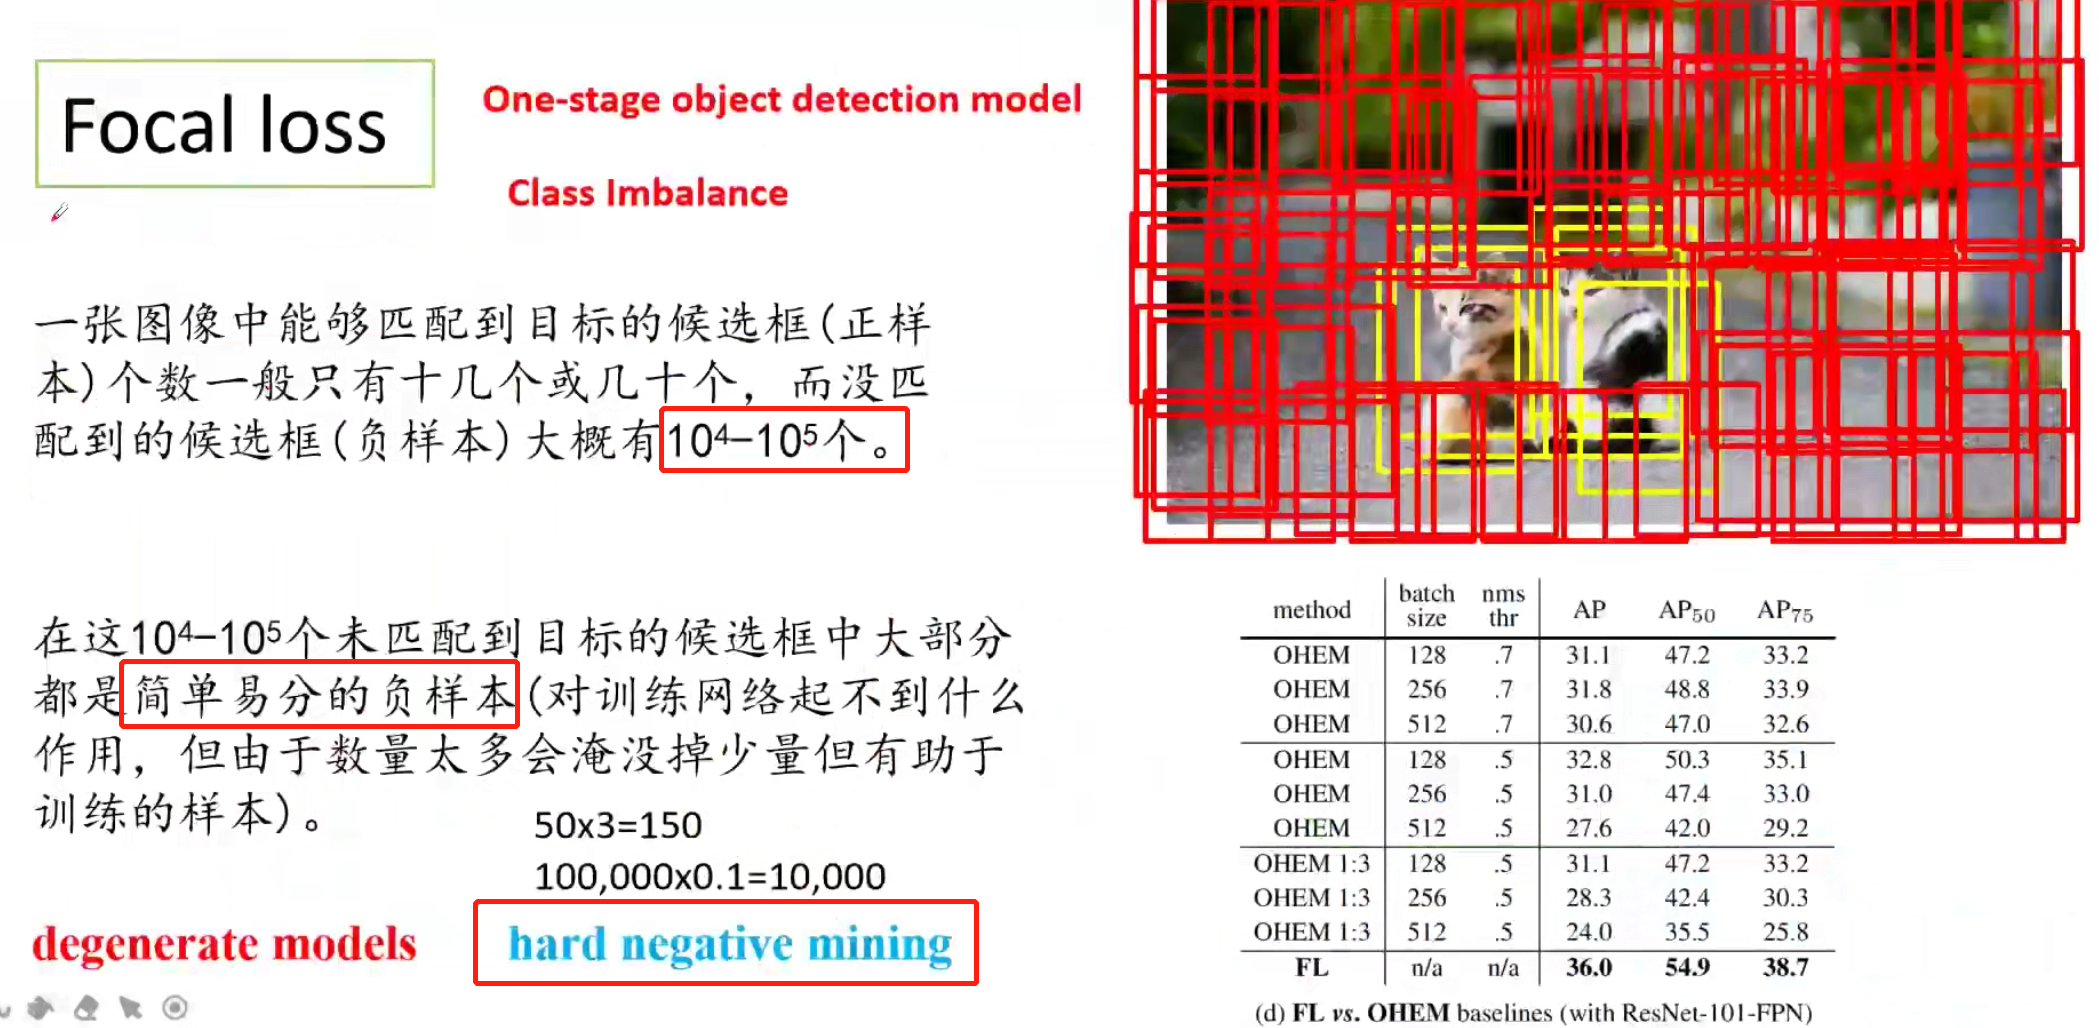 Focal loss
One-stage object detection model
Class Imbalance
一张图像中能够匹配到目标的候选框(正样
本)个数一般只有十几个或几十个，而没匹
配到的候选框(负样本)大概有10⁴–10⁵个。
在这10⁴–10⁵个未匹配到目标的候选框中大部分
都是简单易分的负样本(对训练网络起不到什么
作用，但由于数量太多会淹没掉少量但有助于
训练的样本)。
50x3=150
100,000x0.1=10,000
degenerate models
hard negative mining
method batch size nms thr AP AP₅₀ AP₇₅
OHEM 128 .7 31.1 47.2 33.2
OHEM 256 .7 31.8 48.8 33.9
OHEM 512 .7 30.6 47.0 32.6
OHEM 128 .5 32.8 50.3 35.1
OHEM 256 .5 31.0 47.4 33.0
OHEM 512 .5 27.6 42.0 29.2
OHEM 1:3 128 .5 31.1 47.2 33.2
OHEM 1:3 256 .5 28.3 42.4 30.3
OHEM 1:3 512 .5 24.0 35.5 25.8
FL n/a n/a 36.0 54.9 38.7
(d) FL vs. OHEM baselines (with ResNet-101-FPN)